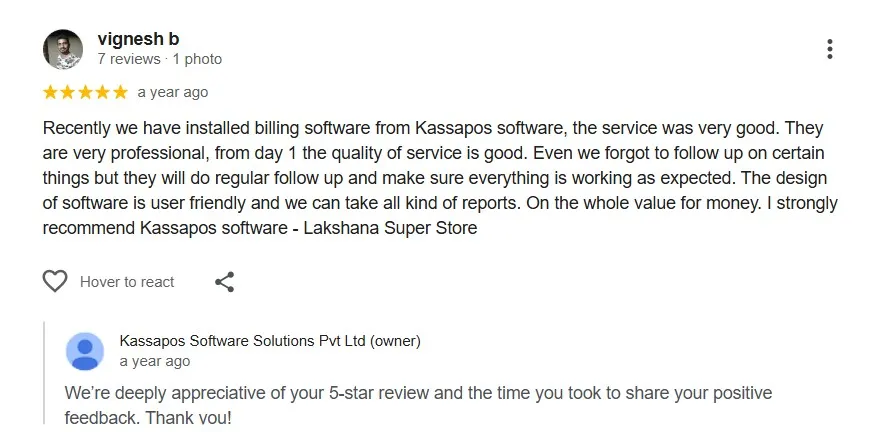 vignesh b
7 reviews · 1 photo
a year ago
Recently we have installed billing software from Kassapos software, the service was very good. They
are very professional, from day 1 the quality of service is good. Even we forgot to follow up on certain
things but they will do regular follow up and make sure everything is working as expected. The design
of software is user friendly and we can take all kind of reports. On the whole value for money. I strongly
recommend Kassapos software - Lakshana Super Store
Hover to react
Kassapos Software Solutions Pvt Ltd (owner)
a year ago
We’re deeply appreciative of your 5-star review and the time you took to share your positive
feedback. Thank you!